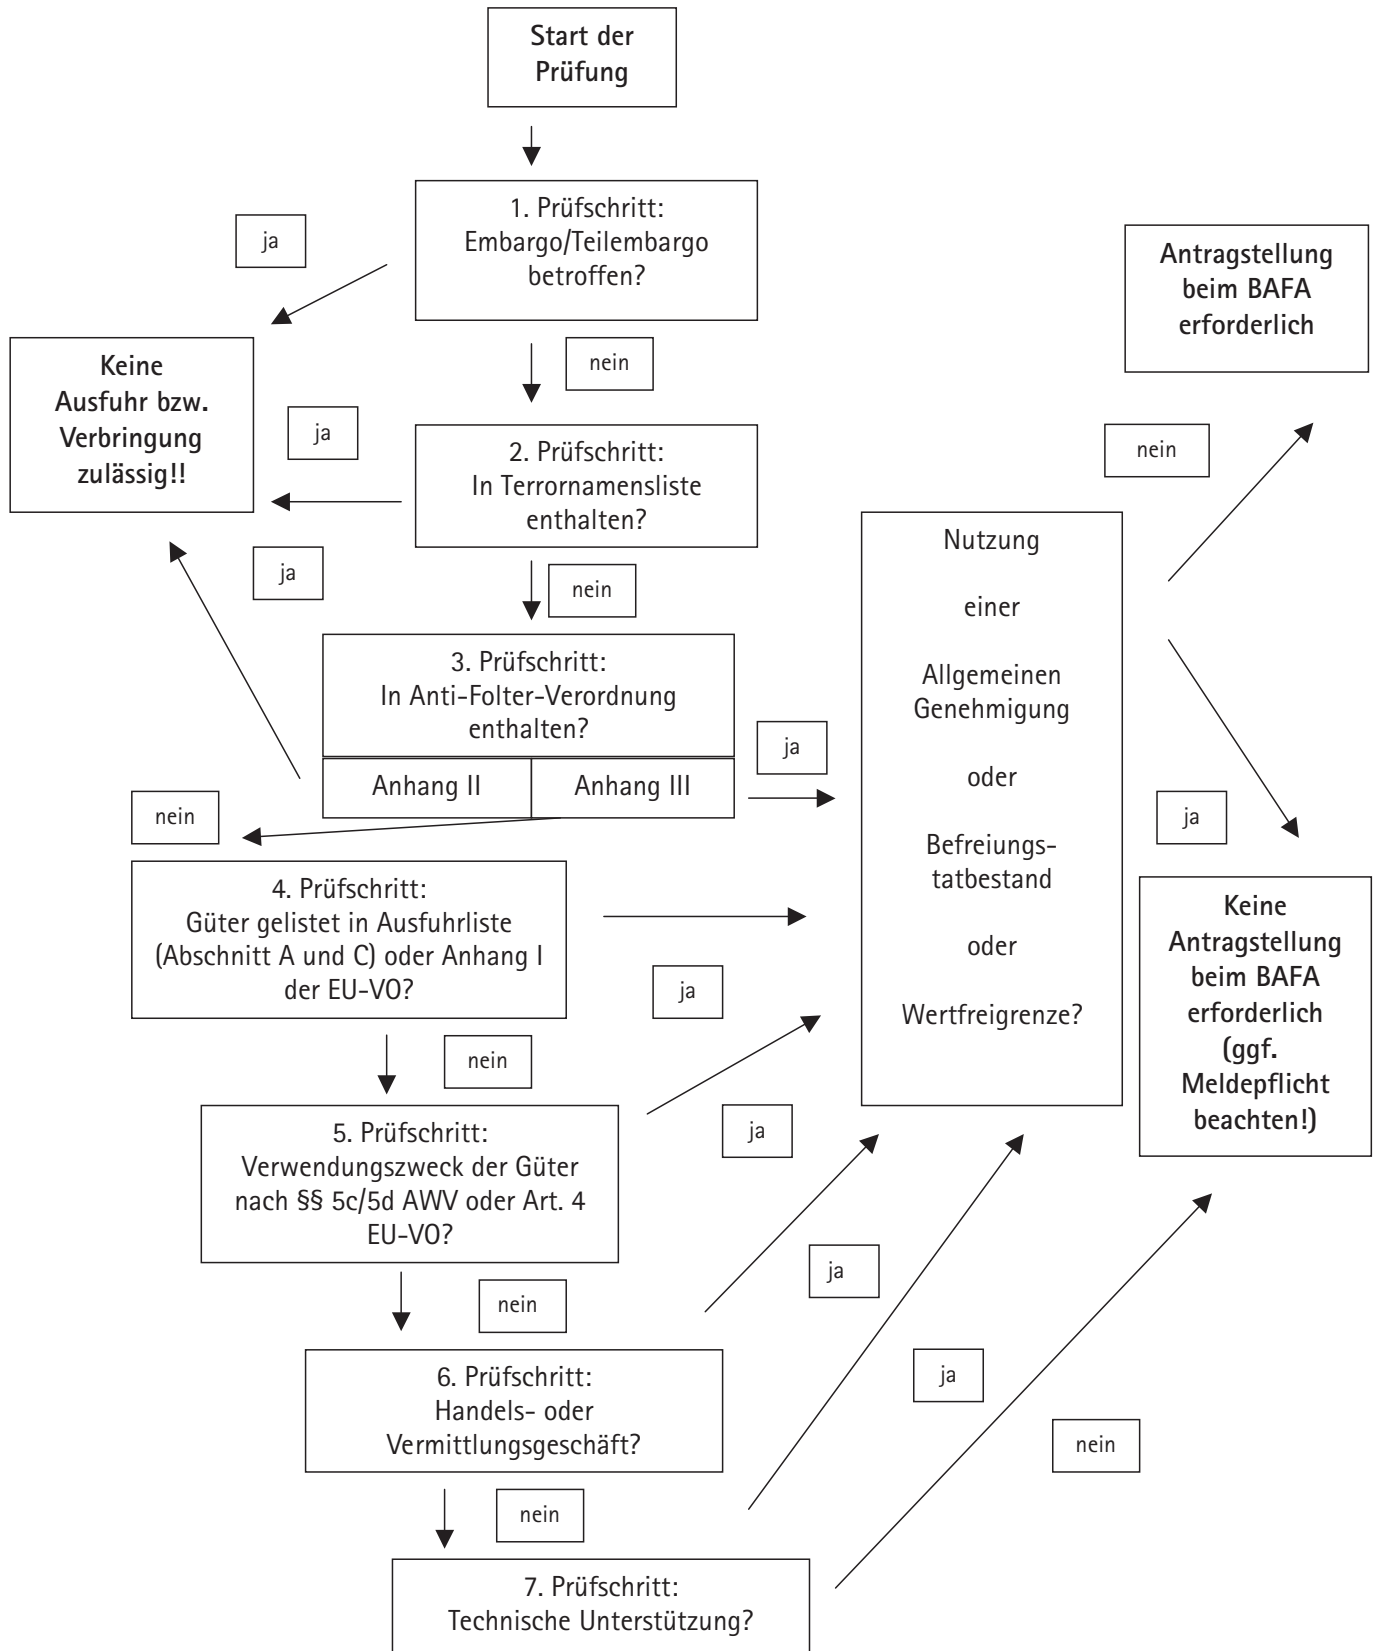 Start der
Prüfung
1. Prüfschritt:
Embargo/Teilembargo
betroffen?
ja
nein
Antragstellung
beim BAFA
erforderlich
Keine
Ausfuhr bzw.
Verbringung
zulässig!!
ja
2. Prüfschritt:
In Terrornamensliste
enthalten?
nein
ja
nein
3. Prüfschritt:
In Anti-Folter-Verordnung
enthalten?
Anhang II
Anhang III
ja
nein
Nutzung
einer
Allgemeinen
Genehmigung
oder
Befreiungs-
tatbestand
oder
Wertfreigrenze?
ja
4. Prüfschritt:
Güter gelistet in Ausfuhrliste
(Abschnitt A und C) oder Anhang I
der EU-VO?
ja
nein
Keine
Antragstellung
beim BAFA
erforderlich
(ggf.
Meldepflicht
beachten!)
5. Prüfschritt:
Verwendungszweck der Güter
nach §§ 5c/5d AWV oder Art. 4
EU-VO?
ja
nein
6. Prüfschritt:
Handels- oder
Vermittlungsgeschäft?
ja
nein
7. Prüfschritt:
Technische Unterstützung?
ja
nein